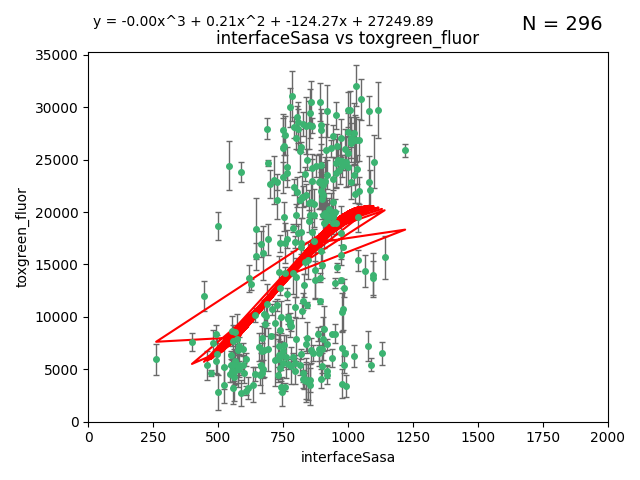 y = -0.00x^3 + 0.21x^2 + -124.27x + 27249.89
N = 296
interfaceSasa vs toxgreen_fluor
35000
30000
25000
20000
15000
10000
5000
0
toxgreen_fluor
0 250 500 750 1000 1250 1500 1750 2000
interfaceSasa